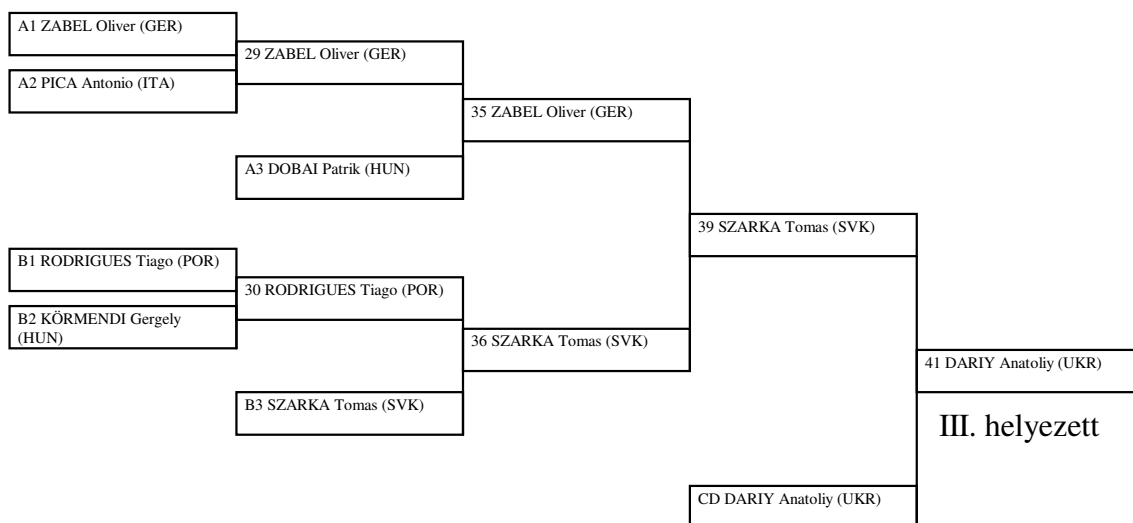 A1 ZABEL Oliver (GER)
29 ZABEL Oliver (GER)
A2 PICA Antonio (ITA)
35 ZABEL Oliver (GER)
A3 DOBAI Patrik (HUN)
39 SZARKA Tomas (SVK)
B1 RODRIGUES Tiago (POR)
30 RODRIGUES Tiago (POR)
B2 KÖRMENDI Gergely
(HUN)
36 SZARKA Tomas (SVK)
41 DARIY Anatoliy (UKR)
B3 SZARKA Tomas (SVK)
III. helyezett
CD DARIY Anatoliy (UKR)